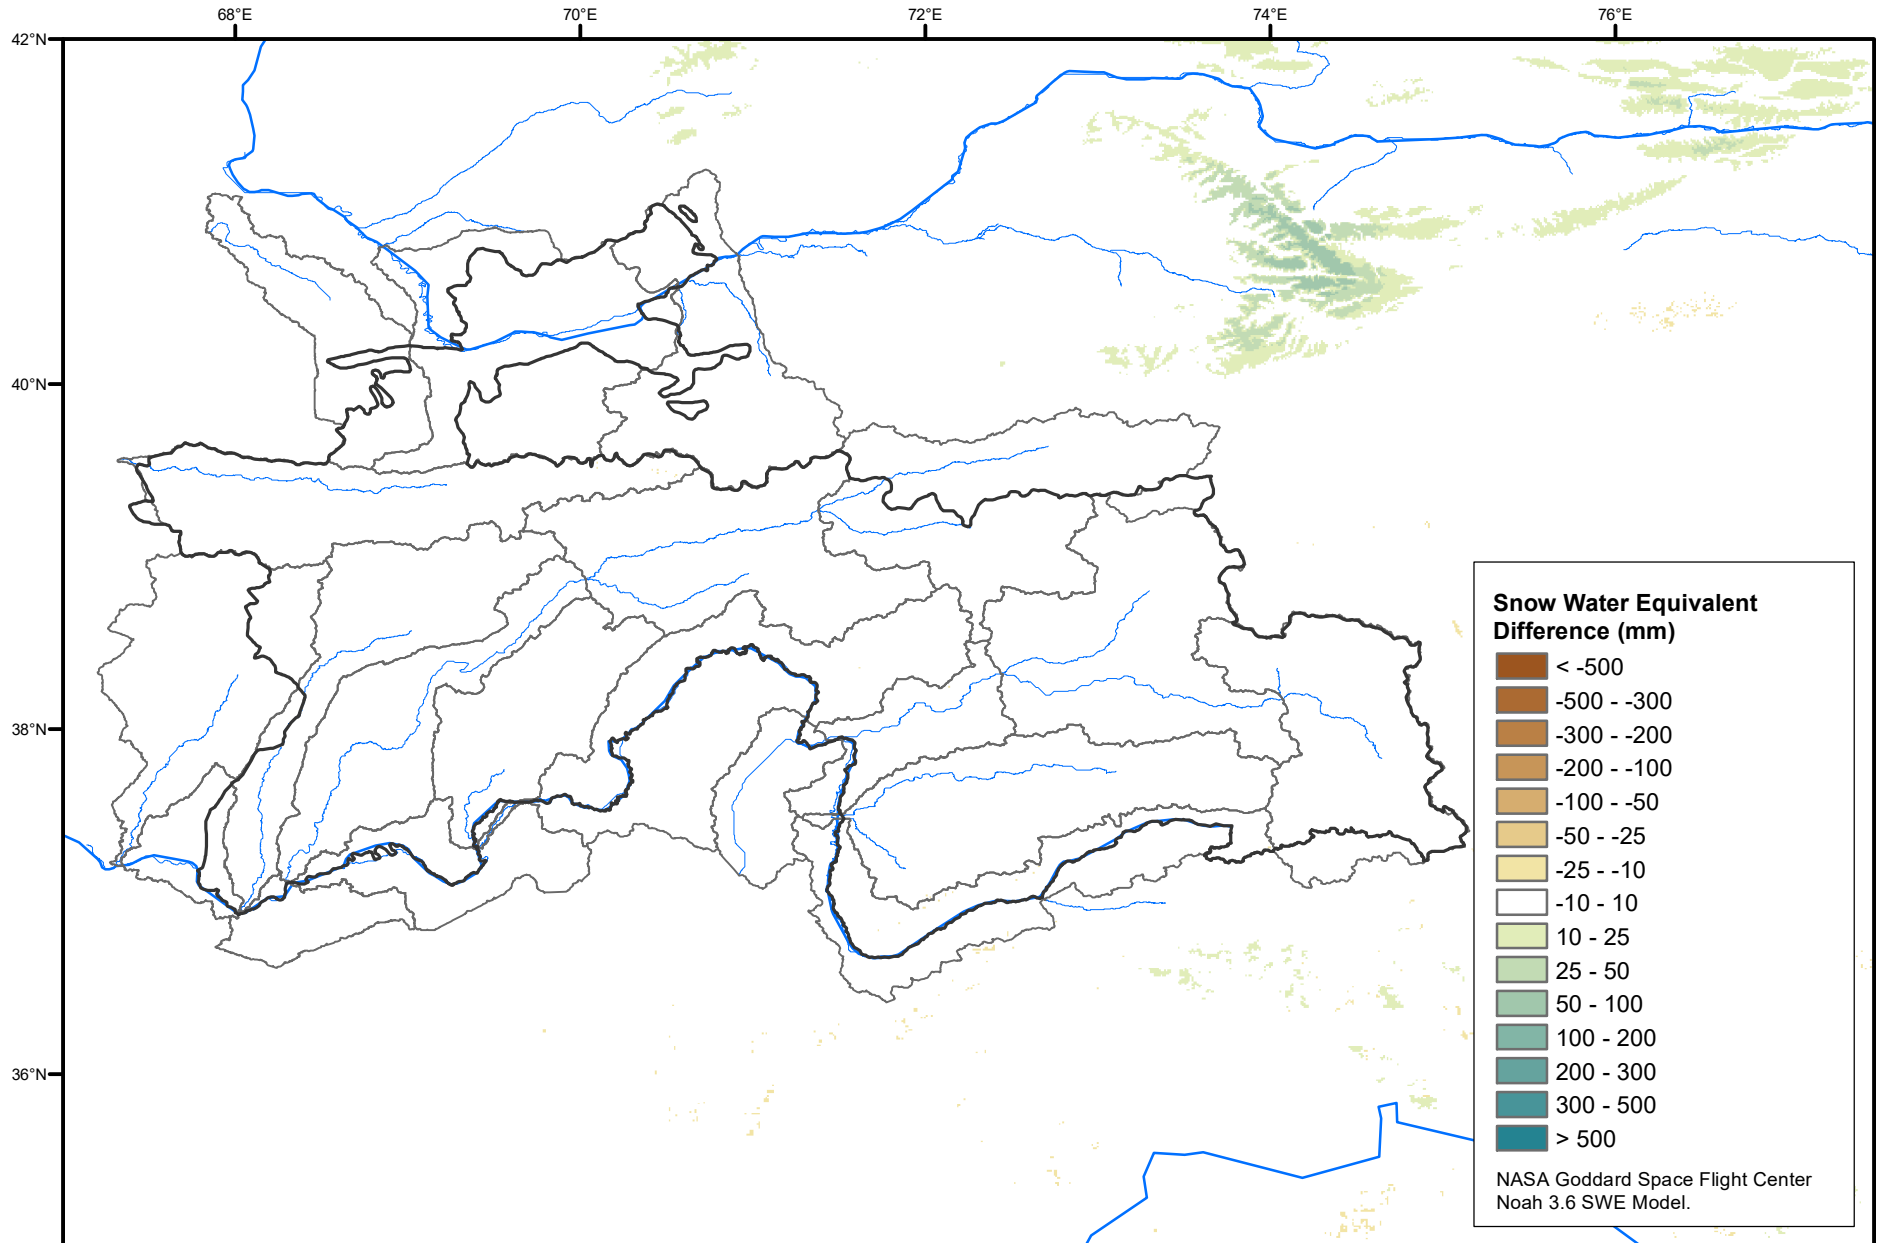 68°E
70°E
72°E
74°E
76°E
42°N
40°N
38°N
36°N
Snow Water Equivalent
Difference (mm)
< -500
-500 - -300
-300 - -200
-200 - -100
-100 - -50
-50 - -25
-25 - -10
-10 - 10
10 - 25
25 - 50
50 - 100
100 - 200
200 - 300
300 - 500
> 500
NASA Goddard Space Flight Center
Noah 3.6 SWE Model.